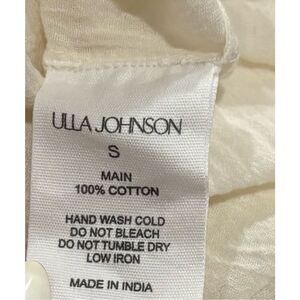 ULLA JOHNSON
S
MAIN
100% COTTON
HAND WASH COLD
DO NOT BLEACH
DO NOT TUMBLE DRY
LOW IRON
MADE IN INDIA